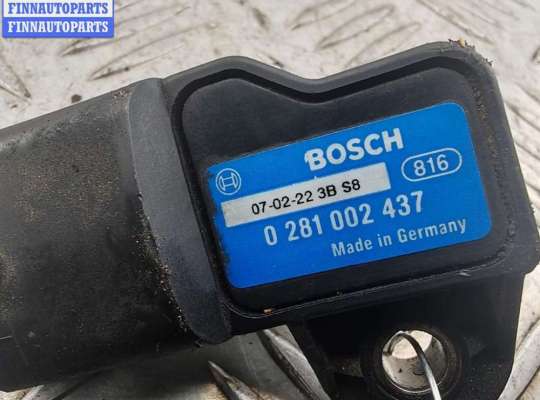 FINNAUTOPARTS
FINNAUTOPARTS
BOSCH
816
07-02-22 3B S8
0 281 002 437
Made in Germany